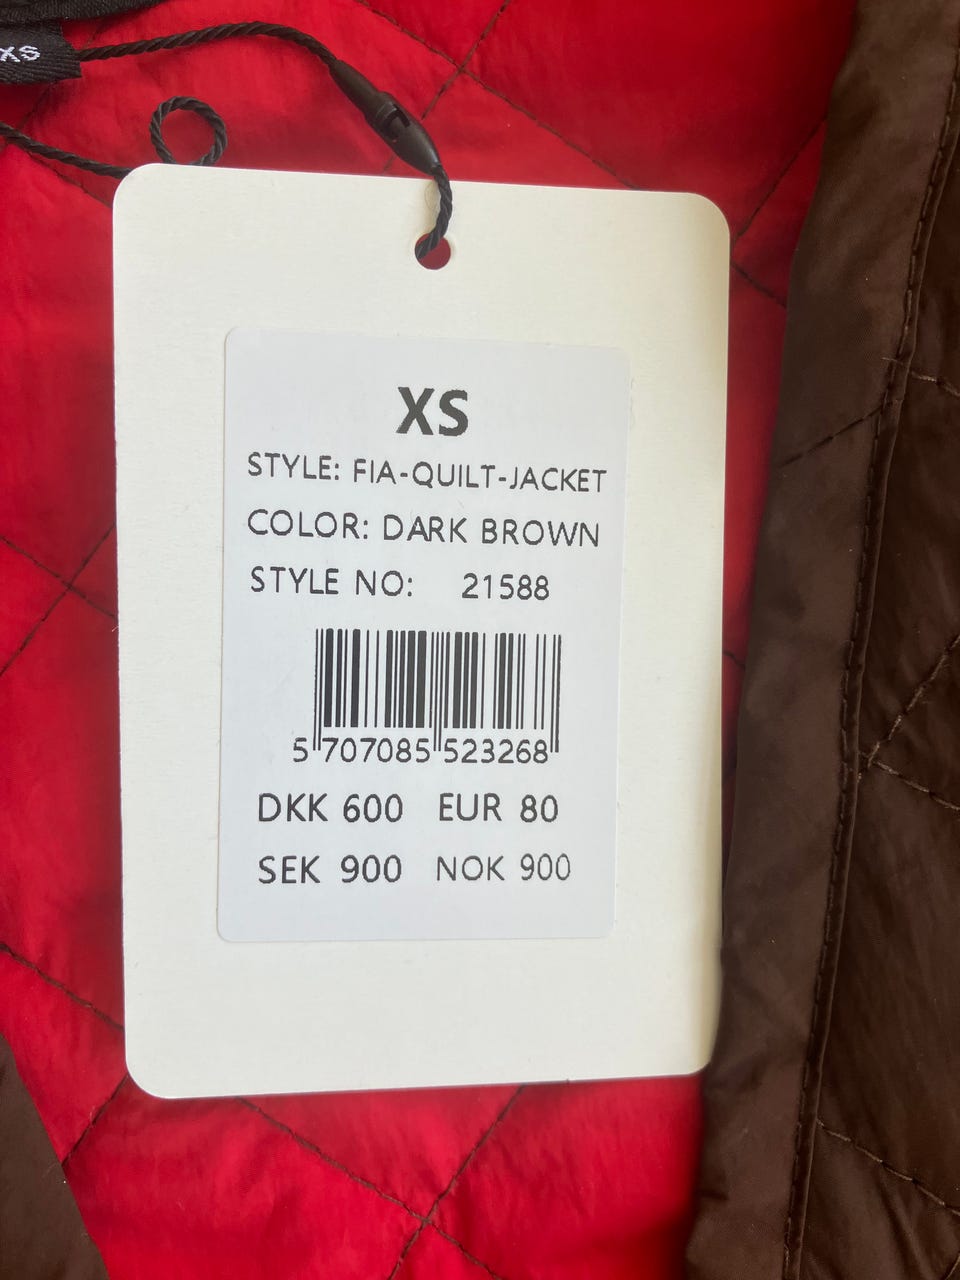 XS
XS
STYLE: FIA-QUILT-JACKET
COLOR: DARK BROWN
STYLE NO: 21588
5 707085 523268
DKK 600 EUR 80
SEK 900 NOK 900